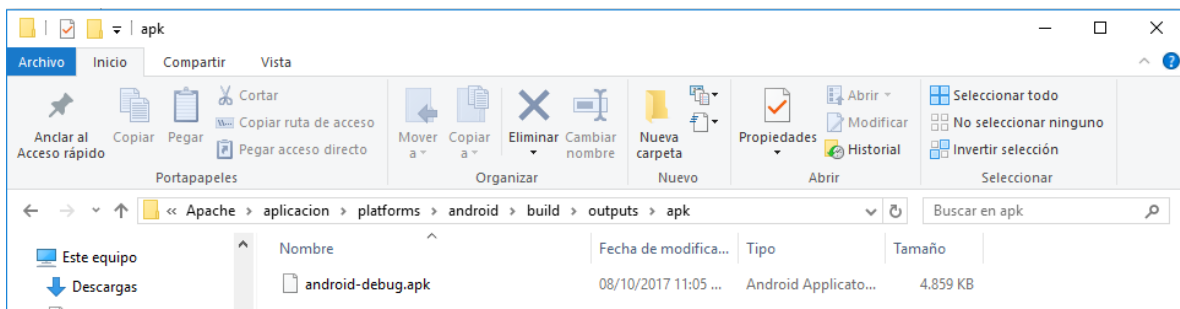 apk
Archivo Inicio Compartir Vista
Anclar al Acceso rápido
Copiar
Pegar
Cortar
Copiar ruta de acceso
Pegar acceso directo
Portapapeles
Mover a
Copiar a
Eliminar
Cambiar nombre
Organizar
Nueva carpeta
Nuevo
Propiedades
Abrir
Modificar
Historial
Abrir
Seleccionar todo
No seleccionar ninguno
Invertir selección
Seleccionar
« Apache > aplicacion > platforms > android > build > outputs > apk
Buscar en apk
Este equipo
Descargas
Nombre Fecha de modifica... Tipo Tamaño
android-debug.apk 08/10/2017 11:05 ... Android Applicato... 4.859 KB